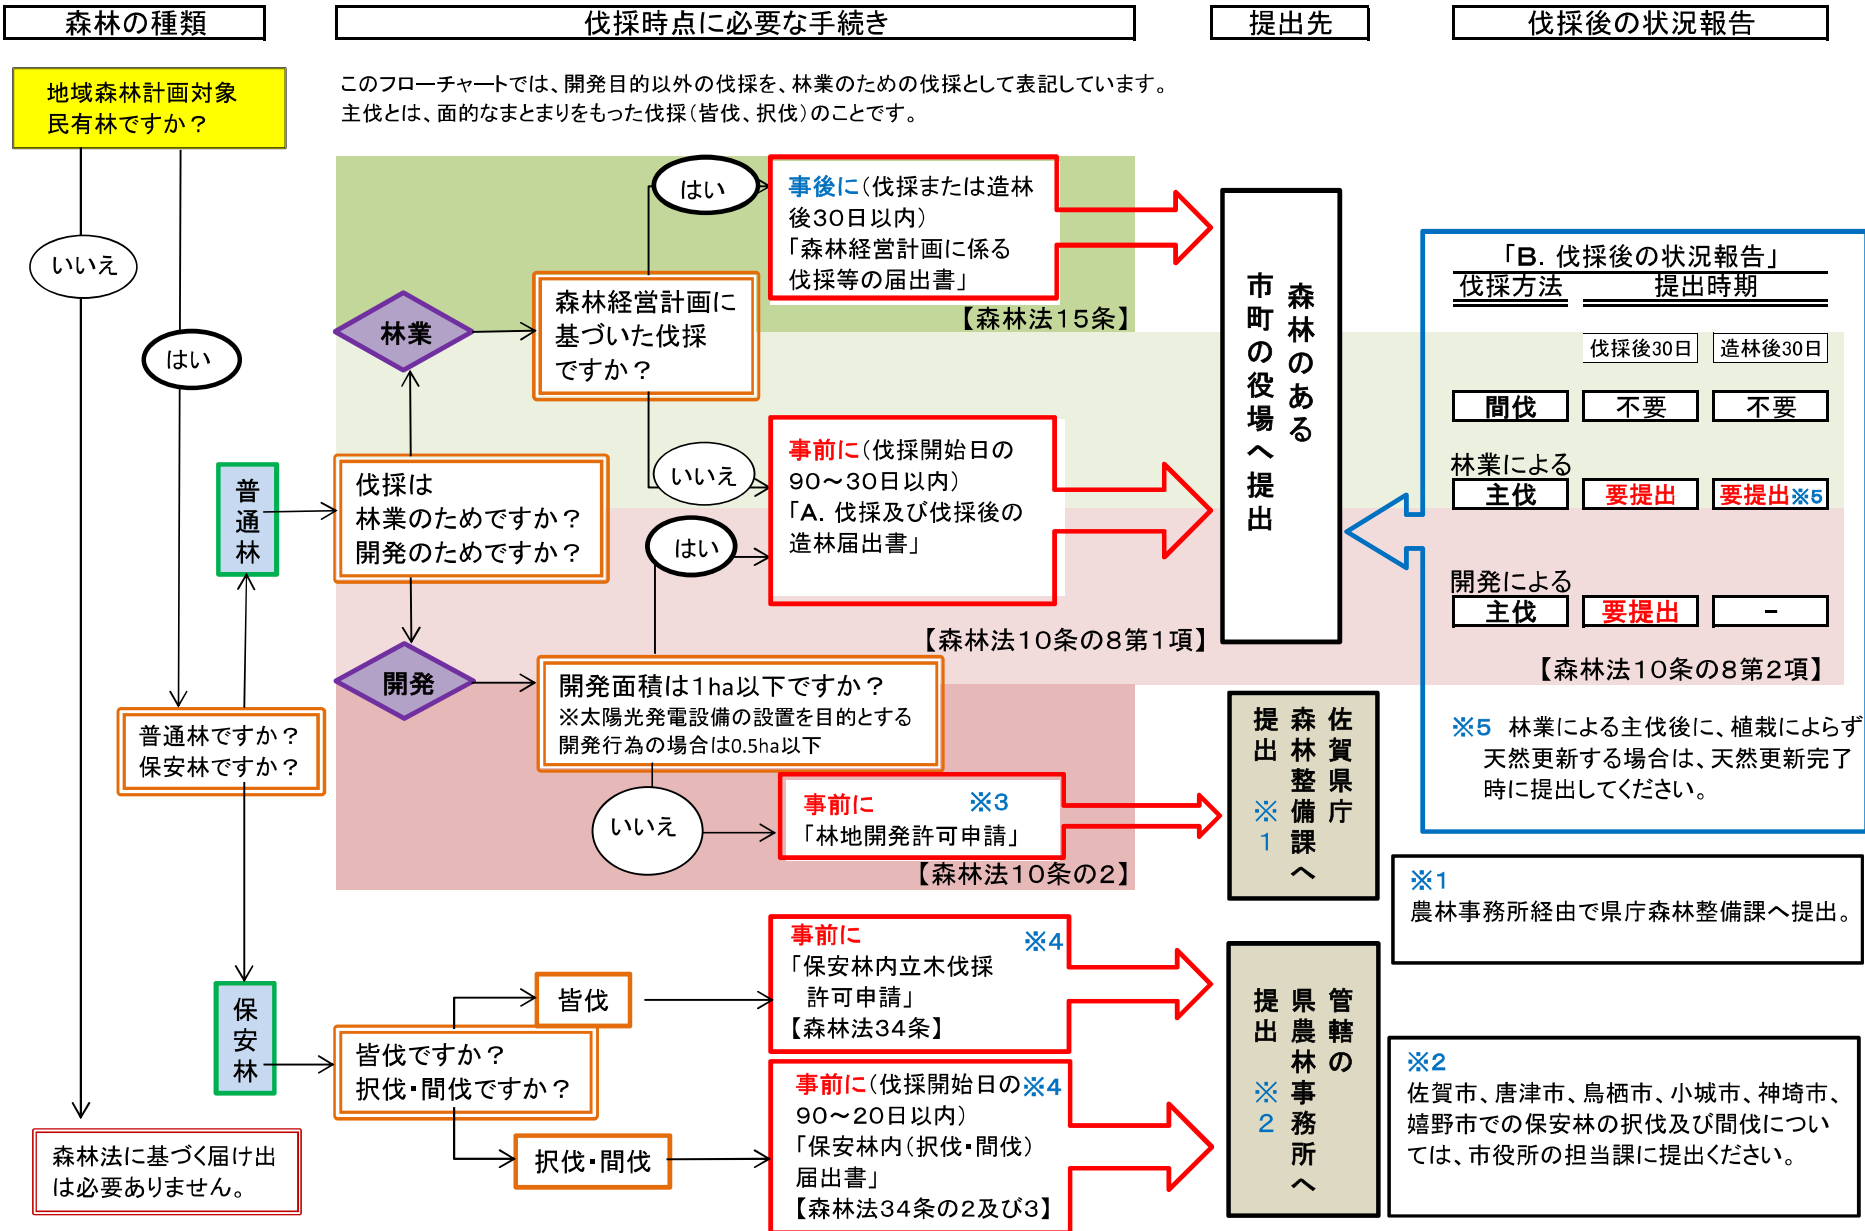 森林の種類
伐採時点に必要な手続き
提出先
伐採後の状況報告
地域森林計画対象
民有林ですか？
このフローチャートでは、開発目的以外の伐採を、林業のための伐採として表記しています。
主伐とは、面的なまとまりをもった伐採（皆伐、択伐）のことです。
いいえ
はい
普通林ですか？
保安林ですか？
森林法に基づく届け出
は必要ありません。
普通林
保安林
伐採は
林業のためですか？
開発のためですか？
林業
開発
森林経営計画に
基づいた伐採
ですか？
はい
いいえ
事後に（伐採または造林
後30日以内）
「森林経営計画に係る
伐採等の届出書」
【森林法15条】
事前に（伐採開始日の
90～30日以内）
「A．伐採及び伐採後の
造林届出書」
【森林法10条の8第1項】
はい
開発面積は1ha以下ですか？
※太陽光発電設備の設置を目的とする
開発行為の場合は0.5ha以下
いいえ
事前に ※3
「林地開発許可申請」
【森林法10条の2】
皆伐ですか？
択伐・間伐ですか？
皆伐
択伐・間伐
事前に ※4
「保安林内立木伐採
許可申請」
【森林法34条】
事前に（伐採開始日の※4
90～20日以内）
「保安林内（択伐・間伐）
届出書」
【森林法34条の2及び3】
森林のある
市町の役場へ提出
佐賀県庁
森林整備課へ
提出 ※1
管轄の
県農林事務所へ
提出 ※2
「B．伐採後の状況報告」
伐採方法 提出時期
伐採後30日 造林後30日
間伐 不要 不要
林業による
主伐 要提出 要提出※5
開発による
主伐 要提出 －
【森林法10条の8第2項】
※5 林業による主伐後に、植栽によらず
天然更新する場合は、天然更新完了
時に提出してください。
※1
農林事務所経由で県庁森林整備課へ提出。
※2
佐賀市、唐津市、鳥栖市、小城市、神埼市、
嬉野市での保安林の択伐及び間伐につい
ては、市役所の担当課に提出ください。